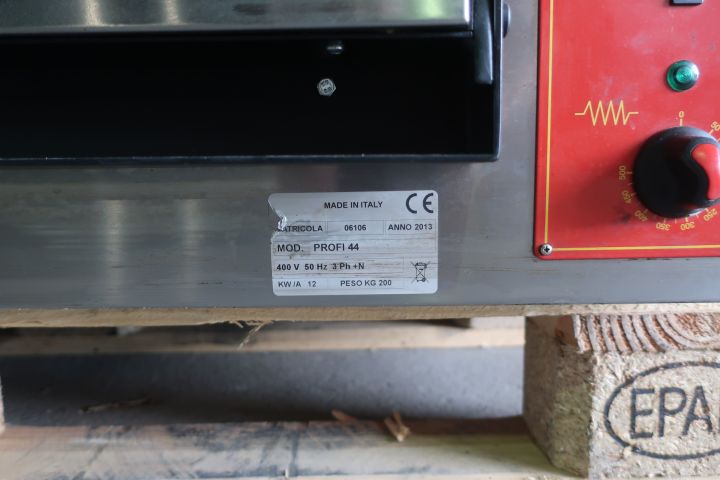 MADE IN ITALY CE
06106 ANNO 2013
MOD. PROFI 44
400 V 50 Hz 3 Ph +N
KW /A 12 PESO KG 200
0
50
500
450
400
350
300
250
EPA